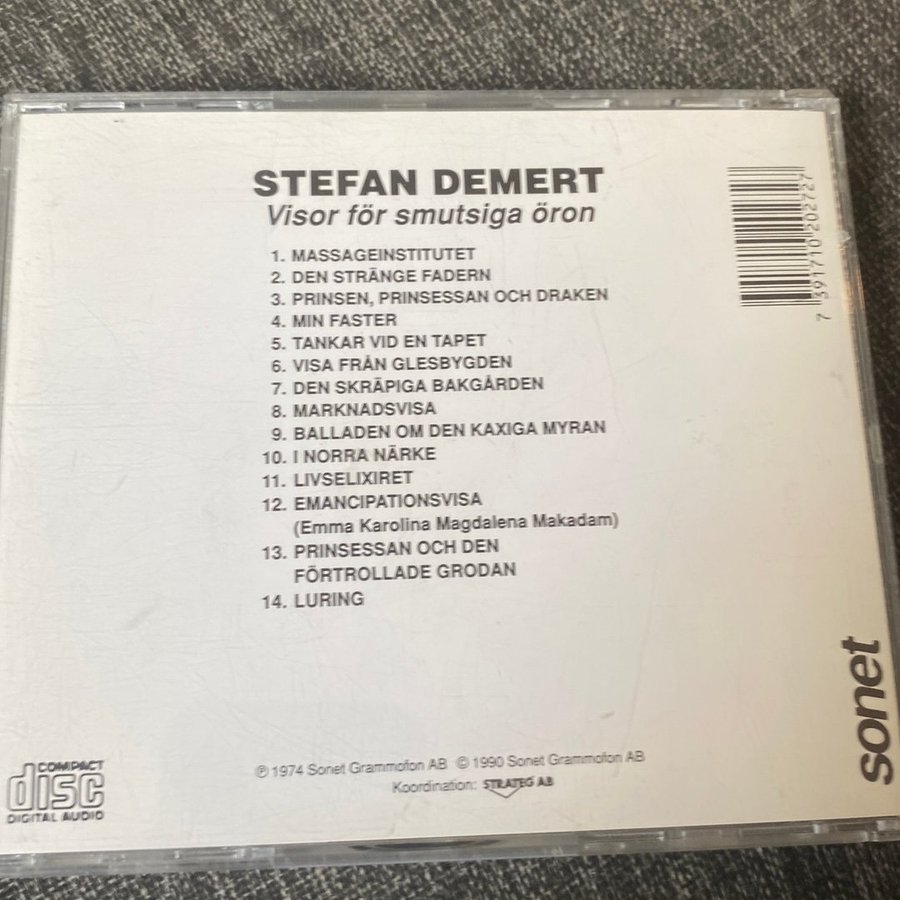 STEFAN DEMERT
Visor för smutsiga öron
1. MASSAGEINSTITUTET
2. DEN STRÄNGE FADERN
3. PRINSEN, PRINSESSAN OCH DRAKEN
4. MIN FASTER
5. TANKAR VID EN TAPET
6. VISA FRÅN GLESBYGDEN
7. DEN SKRÄPIGA BAKGÅRDEN
8. MARKNADSVISA
9. BALLADEN OM DEN KAXIGA MYRAN
10. I NORRA NÄRKE
11. LIVSELIXIRET
12. EMANCIPATIONSVISA
(Emma Karolina Magdalena Makadam)
13. PRINSESSAN OCH DEN
FÖRTROLLADE GRODAN
14. LURING
7 391710 202727
sonet
℗ 1974 Sonet Grammofon AB © 1990 Sonet Grammofon AB
Koordination: STRATEG AB
COMPACT
disc
DIGITAL AUDIO